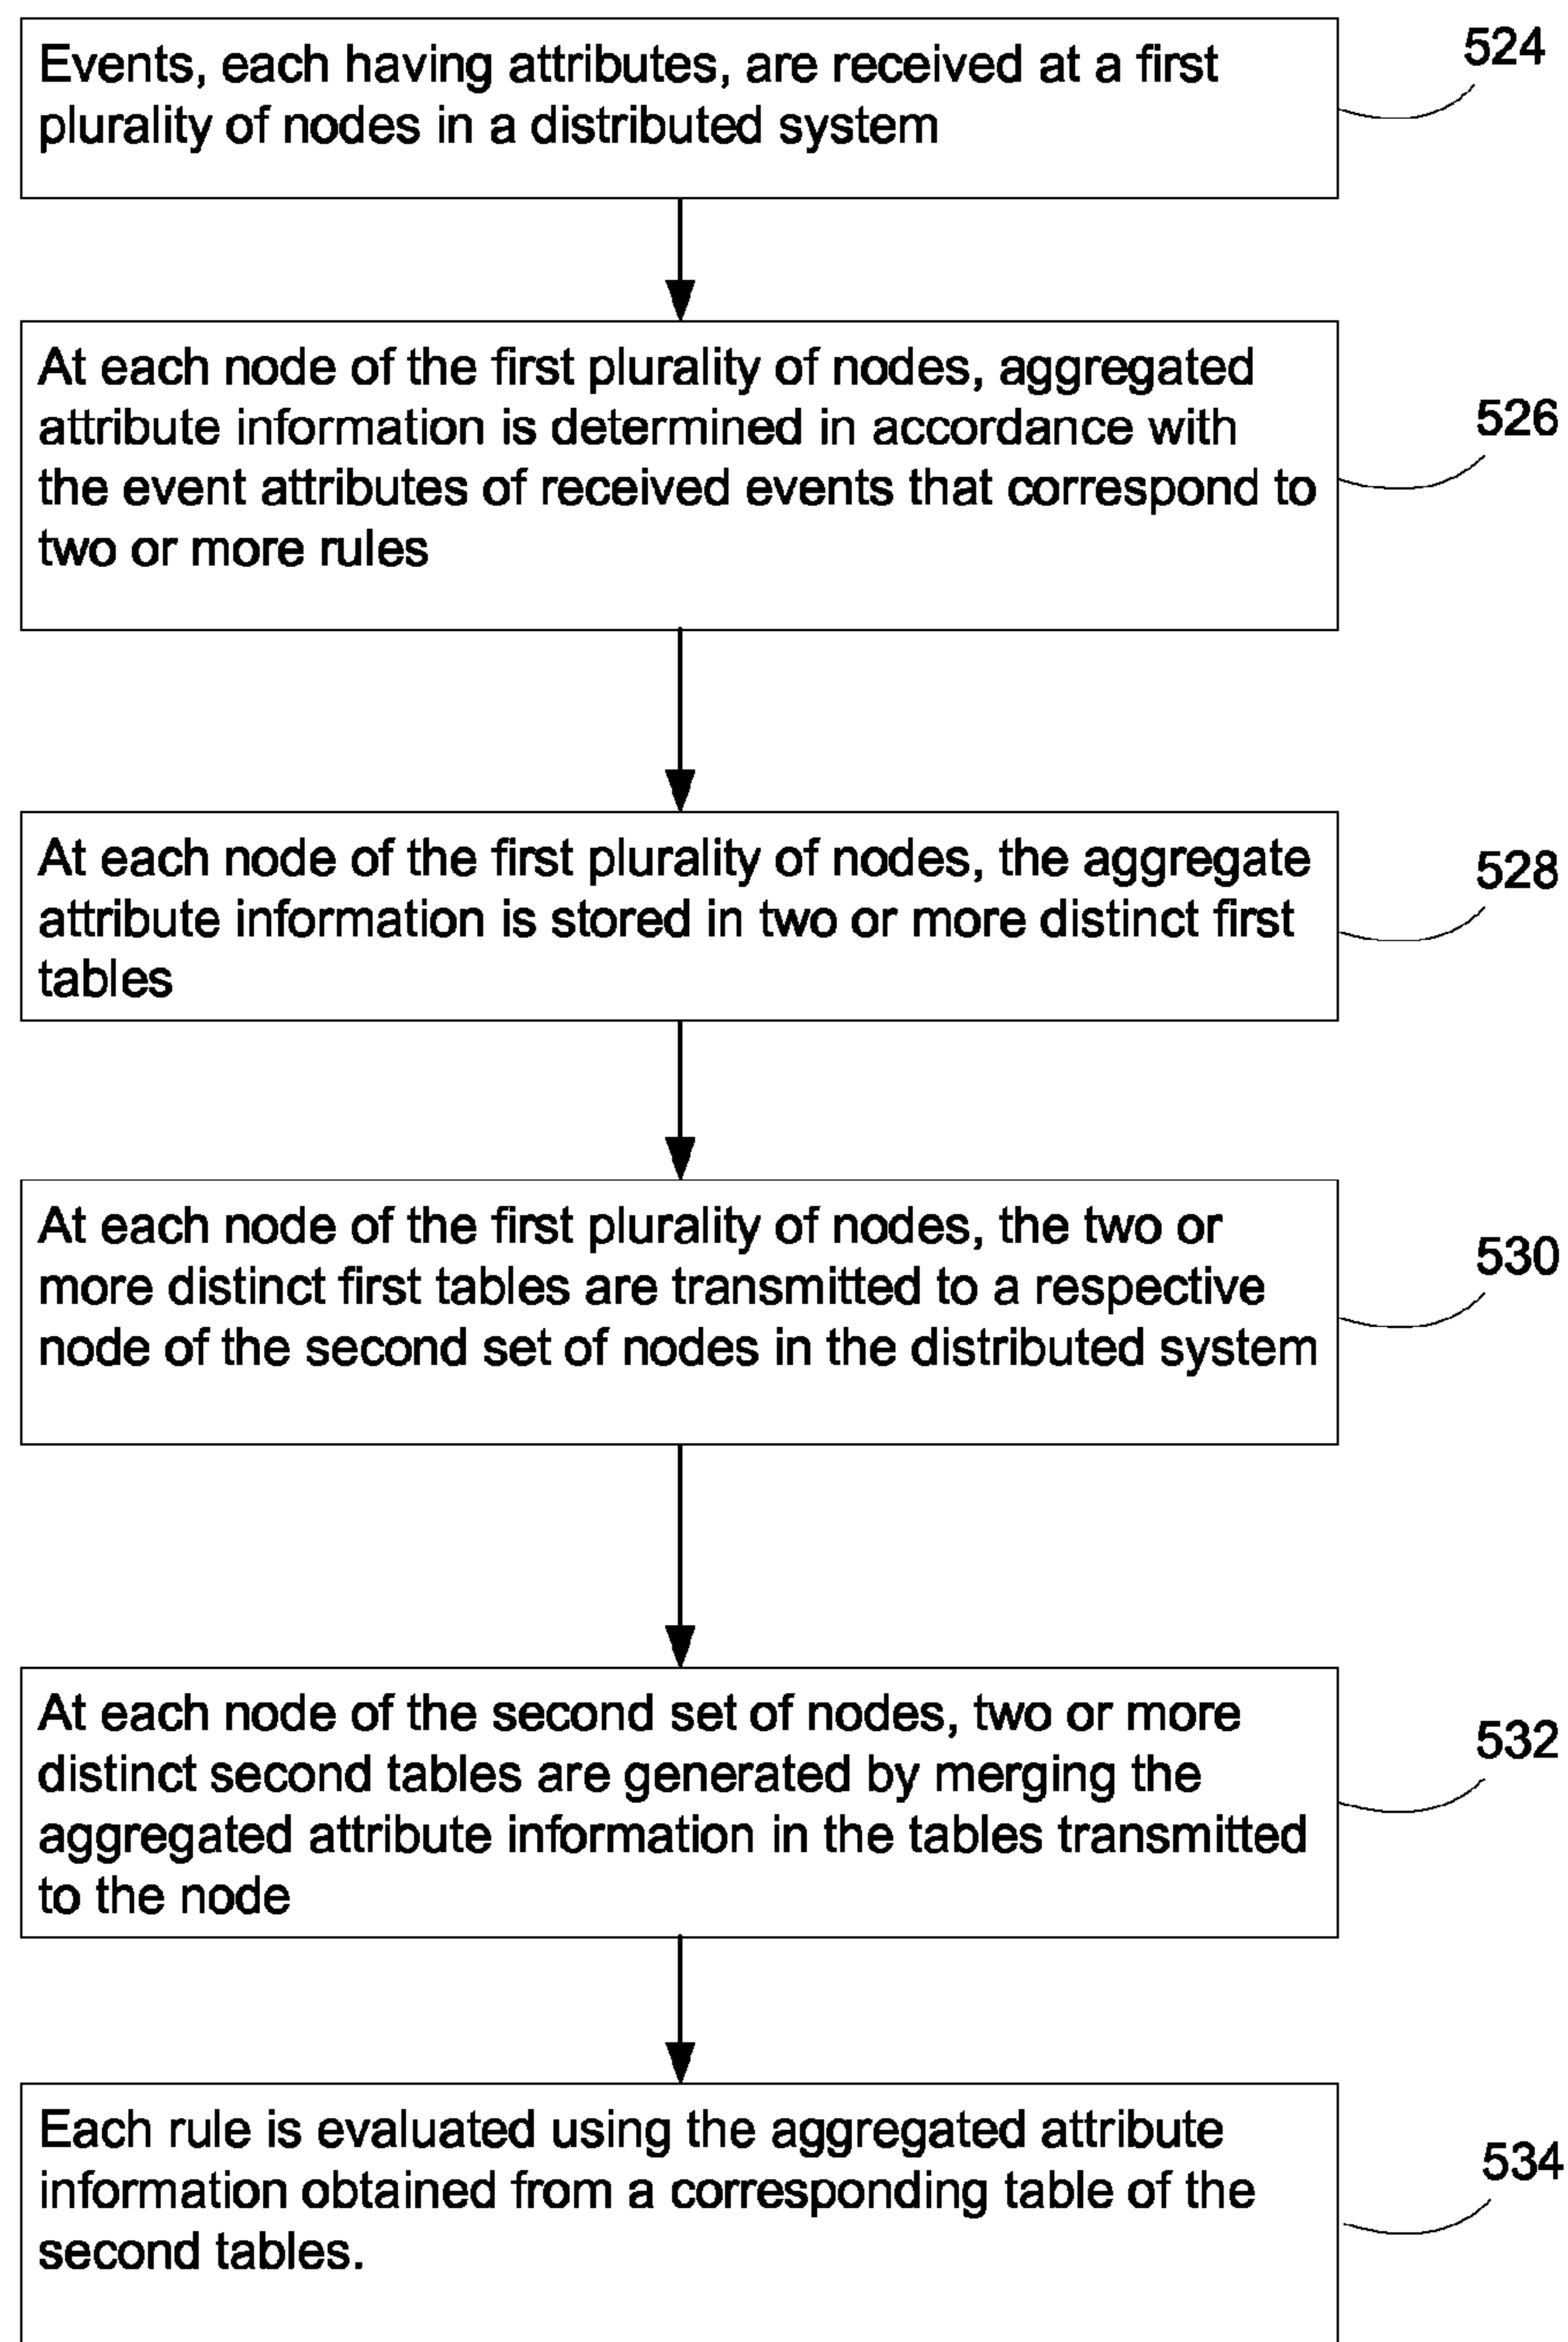 Events, each having attributes, are received at a first
plurality of nodes in a distributed system
524
At each node of the first plurality of nodes, aggregated
attribute information is determined in accordance with
the event attributes of received events that correspond to
two or more rules
526
At each node of the first plurality of nodes, the aggregate
attribute information is stored in two or more distinct first
tables
528
At each node of the first plurality of nodes, the two or
more distinct first tables are transmitted to a respective
node of the second set of nodes in the distributed system
530
At each node of the second set of nodes, two or more
distinct second tables are generated by merging the
aggregated attribute information in the tables transmitted
to the node
532
Each rule is evaluated using the aggregated attribute
information obtained from a corresponding table of the
second tables.
534